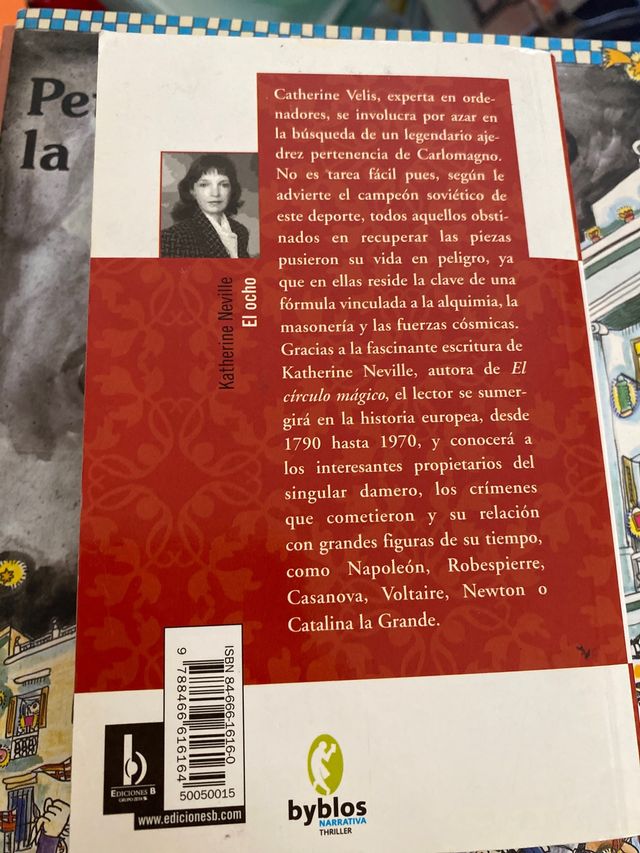 Pe
la
Catherine Velis, experta en orde-
nadores, se involucra por azar en
la búsqueda de un legendario aje-
drez pertenencia de Carlomagno.
No es tarea fácil pues, según le
advierte el campeón soviético de
este deporte, todos aquellos obsti-
nados en recuperar las piezas
pusieron su vida en peligro, ya
que en ellas reside la clave de una
fórmula vinculada a la alquimia, la
masonería y las fuerzas cósmicas.
Gracias a la fascinante escritura de
Katherine Neville, autora de El
círculo mágico, el lector se sumer-
girá en la historia europea, desde
1790 hasta 1970, y conocerá a
los interesantes propietarios del
singular damero, los crímenes
que cometieron y su relación
con grandes figuras de su tiempo,
como Napoleón, Robespierre,
Casanova, Voltaire, Newton o
Catalina la Grande.
Katherine Neville
El ocho
ISBN 84-666-1616-0
9 788466 616164
50050015
b
EDICIONES B
GRUPO ZETA
www.edicionesb.com
byblos
NARRATIVA
THRILLER